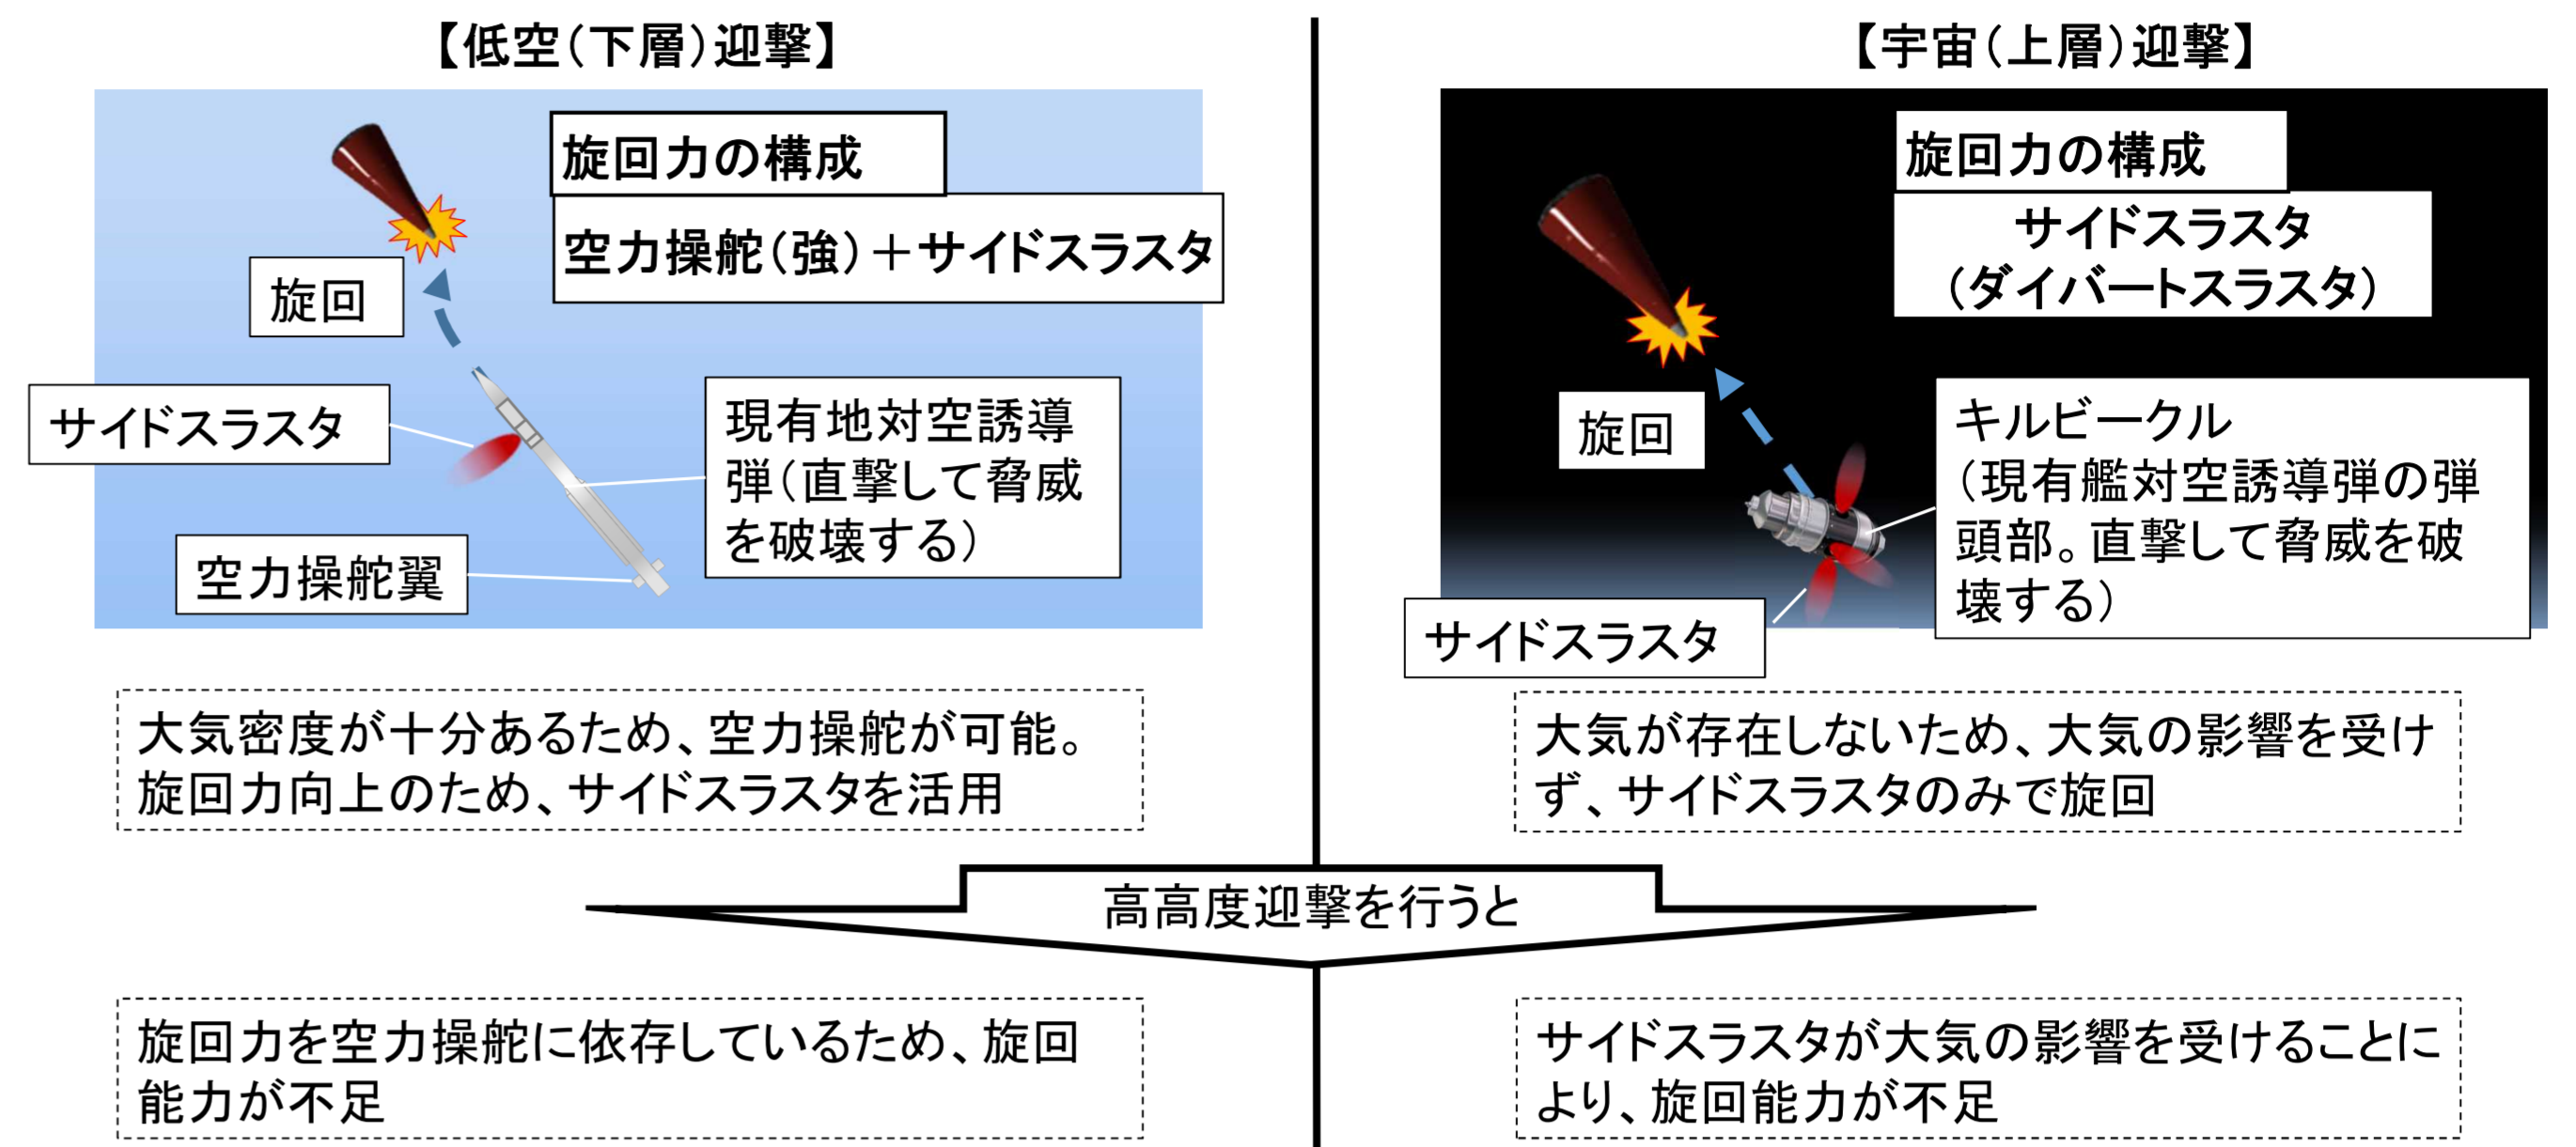 【低空（下層）迎撃】
旋回力の構成
空力操舵（強）＋サイドスラスタ
旋回
サイドスラスタ
現有地対空誘導
弾（直撃して脅威
を破壊する）
空力操舵翼
大気密度が十分あるため、空力操舵が可能。
旋回力向上のため、サイドスラスタを活用
【宇宙（上層）迎撃】
旋回力の構成
サイドスラスタ
（ダイバートスラスタ）
旋回
キルビークル
（現有艦対空誘導弾の弾
頭部。直撃して脅威を破
壊する）
サイドスラスタ
大気が存在しないため、大気の影響を受け
ず、サイドスラスタのみで旋回
高高度迎撃を行うと
旋回力を空力操舵に依存しているため、旋回
能力が不足
サイドスラスタが大気の影響を受けることに
より、旋回能力が不足